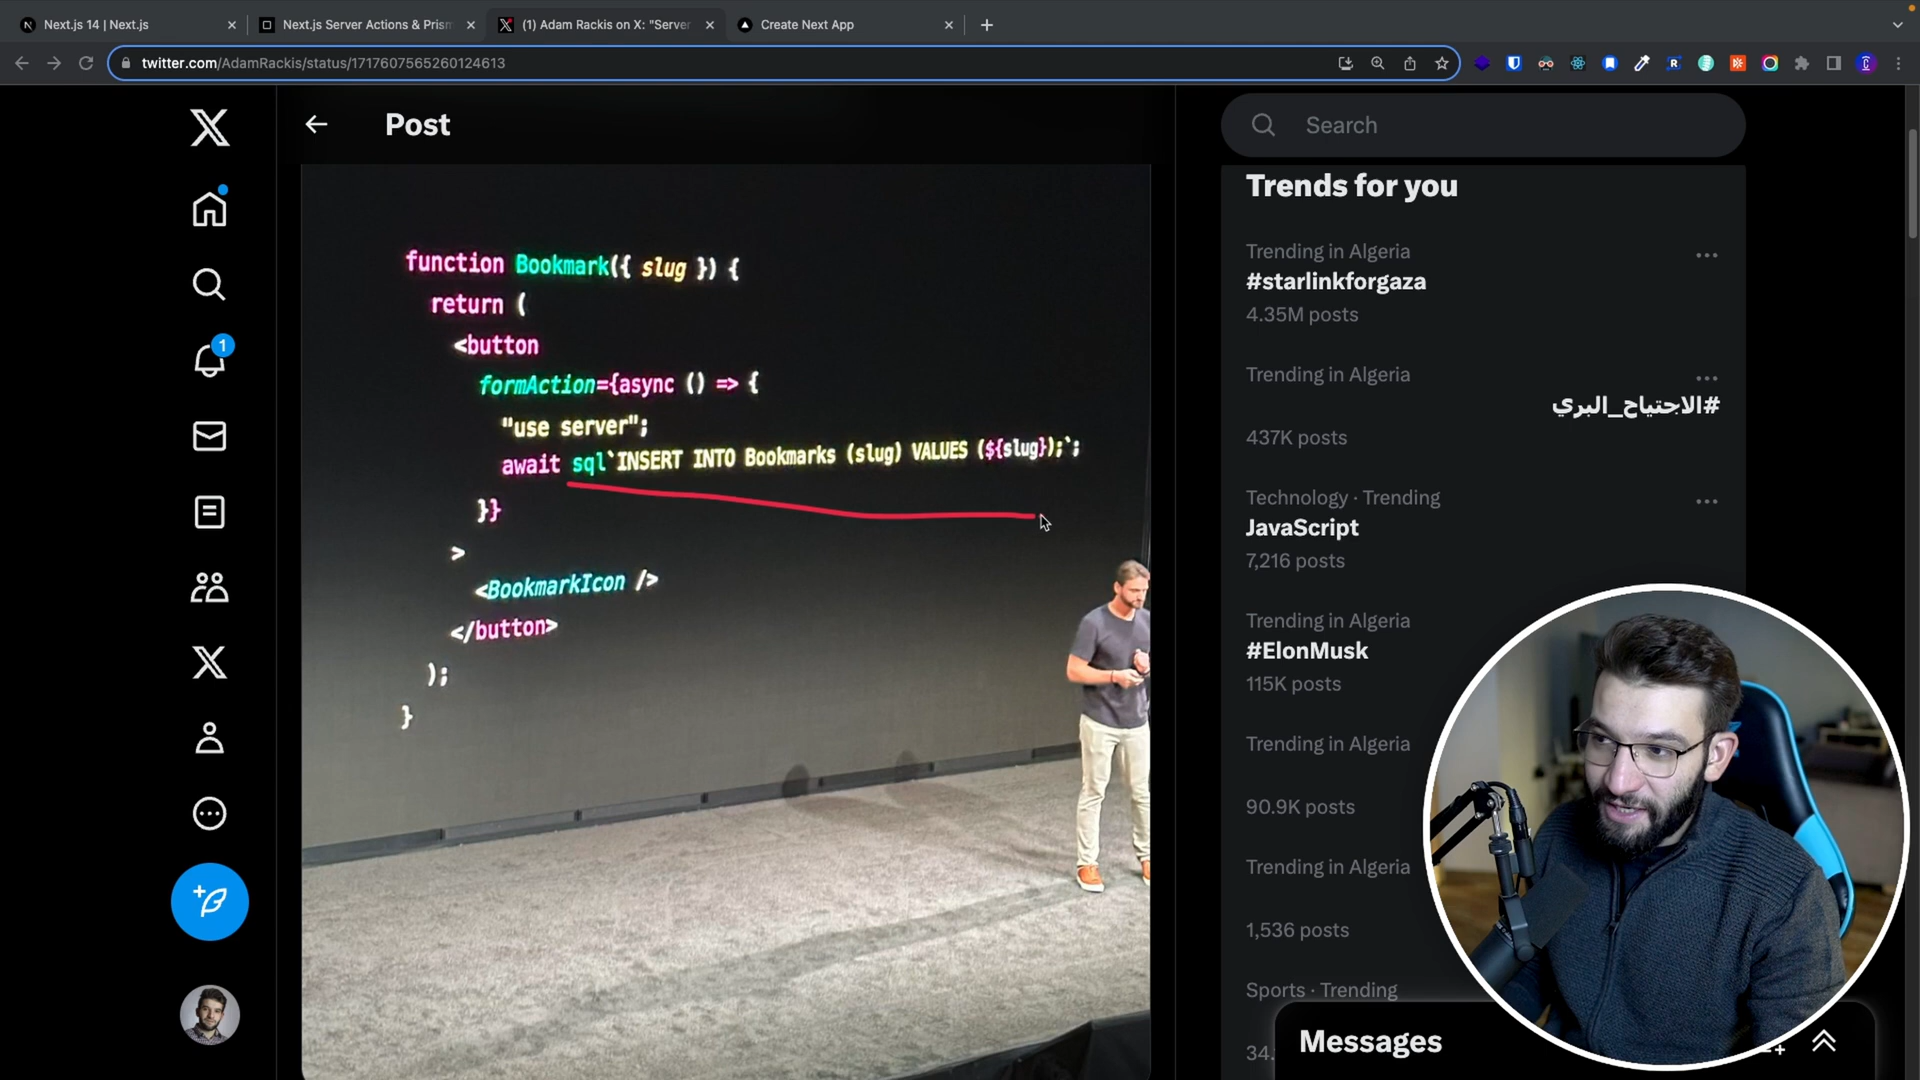 Next.js 14 | Next.js
Next.js Server Actions & Prism
(1) Adam Rackis on X: "Server
Create Next App
twitter.com/AdamRackis/status/1717607565260124613
Post
function Bookmark({ slug }) {
return (
<button
formAction={async () => {
"use server";
await sql`INSERT INTO Bookmarks (slug) VALUES (${slug});`;
}}
>
<BookmarkIcon />
</button>
);
}
1
Search
Trends for you
Trending in Algeria
#starlinkforgaza
4.35M posts
Trending in Algeria
#الاجتياح_البري
437K posts
Technology · Trending
JavaScript
7,216 posts
Trending in Algeria
#ElonMusk
115K posts
Trending in Algeria
90.9K posts
Trending in Algeria
1,536 posts
Sports · Trending
34.
Messages